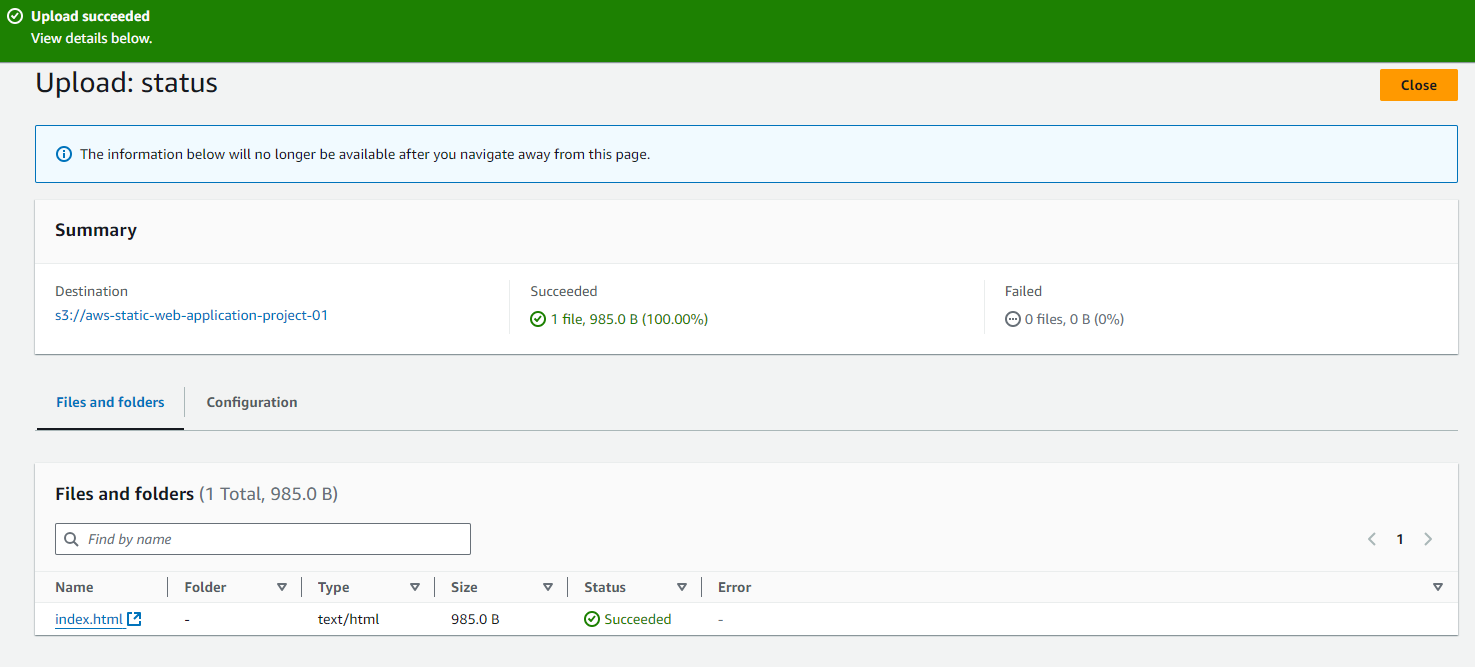 Upload succeeded
View details below.
Upload: status
Close
The information below will no longer be available after you navigate away from this page.
Summary
Destination
s3://aws-static-web-application-project-01
Succeeded
1 file, 985.0 B (100.00%)
Failed
0 files, 0 B (0%)
Files and folders
Configuration
Files and folders (1 Total, 985.0 B)
Find by name
1
Name Folder Type Size Status Error
index.html - text/html 985.0 B Succeeded -